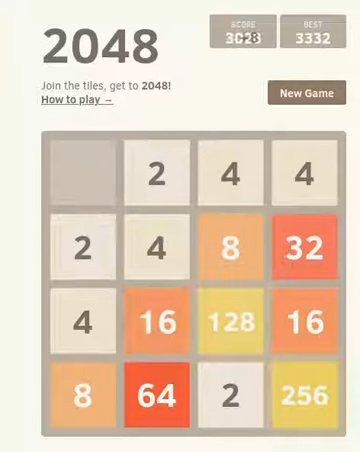 2048
SCORE
BEST
3332
Join the tiles, get to 2048!
How to play →
New Game
2 4 4
2 4 8 32
4 16 128 16
8 64 2 256